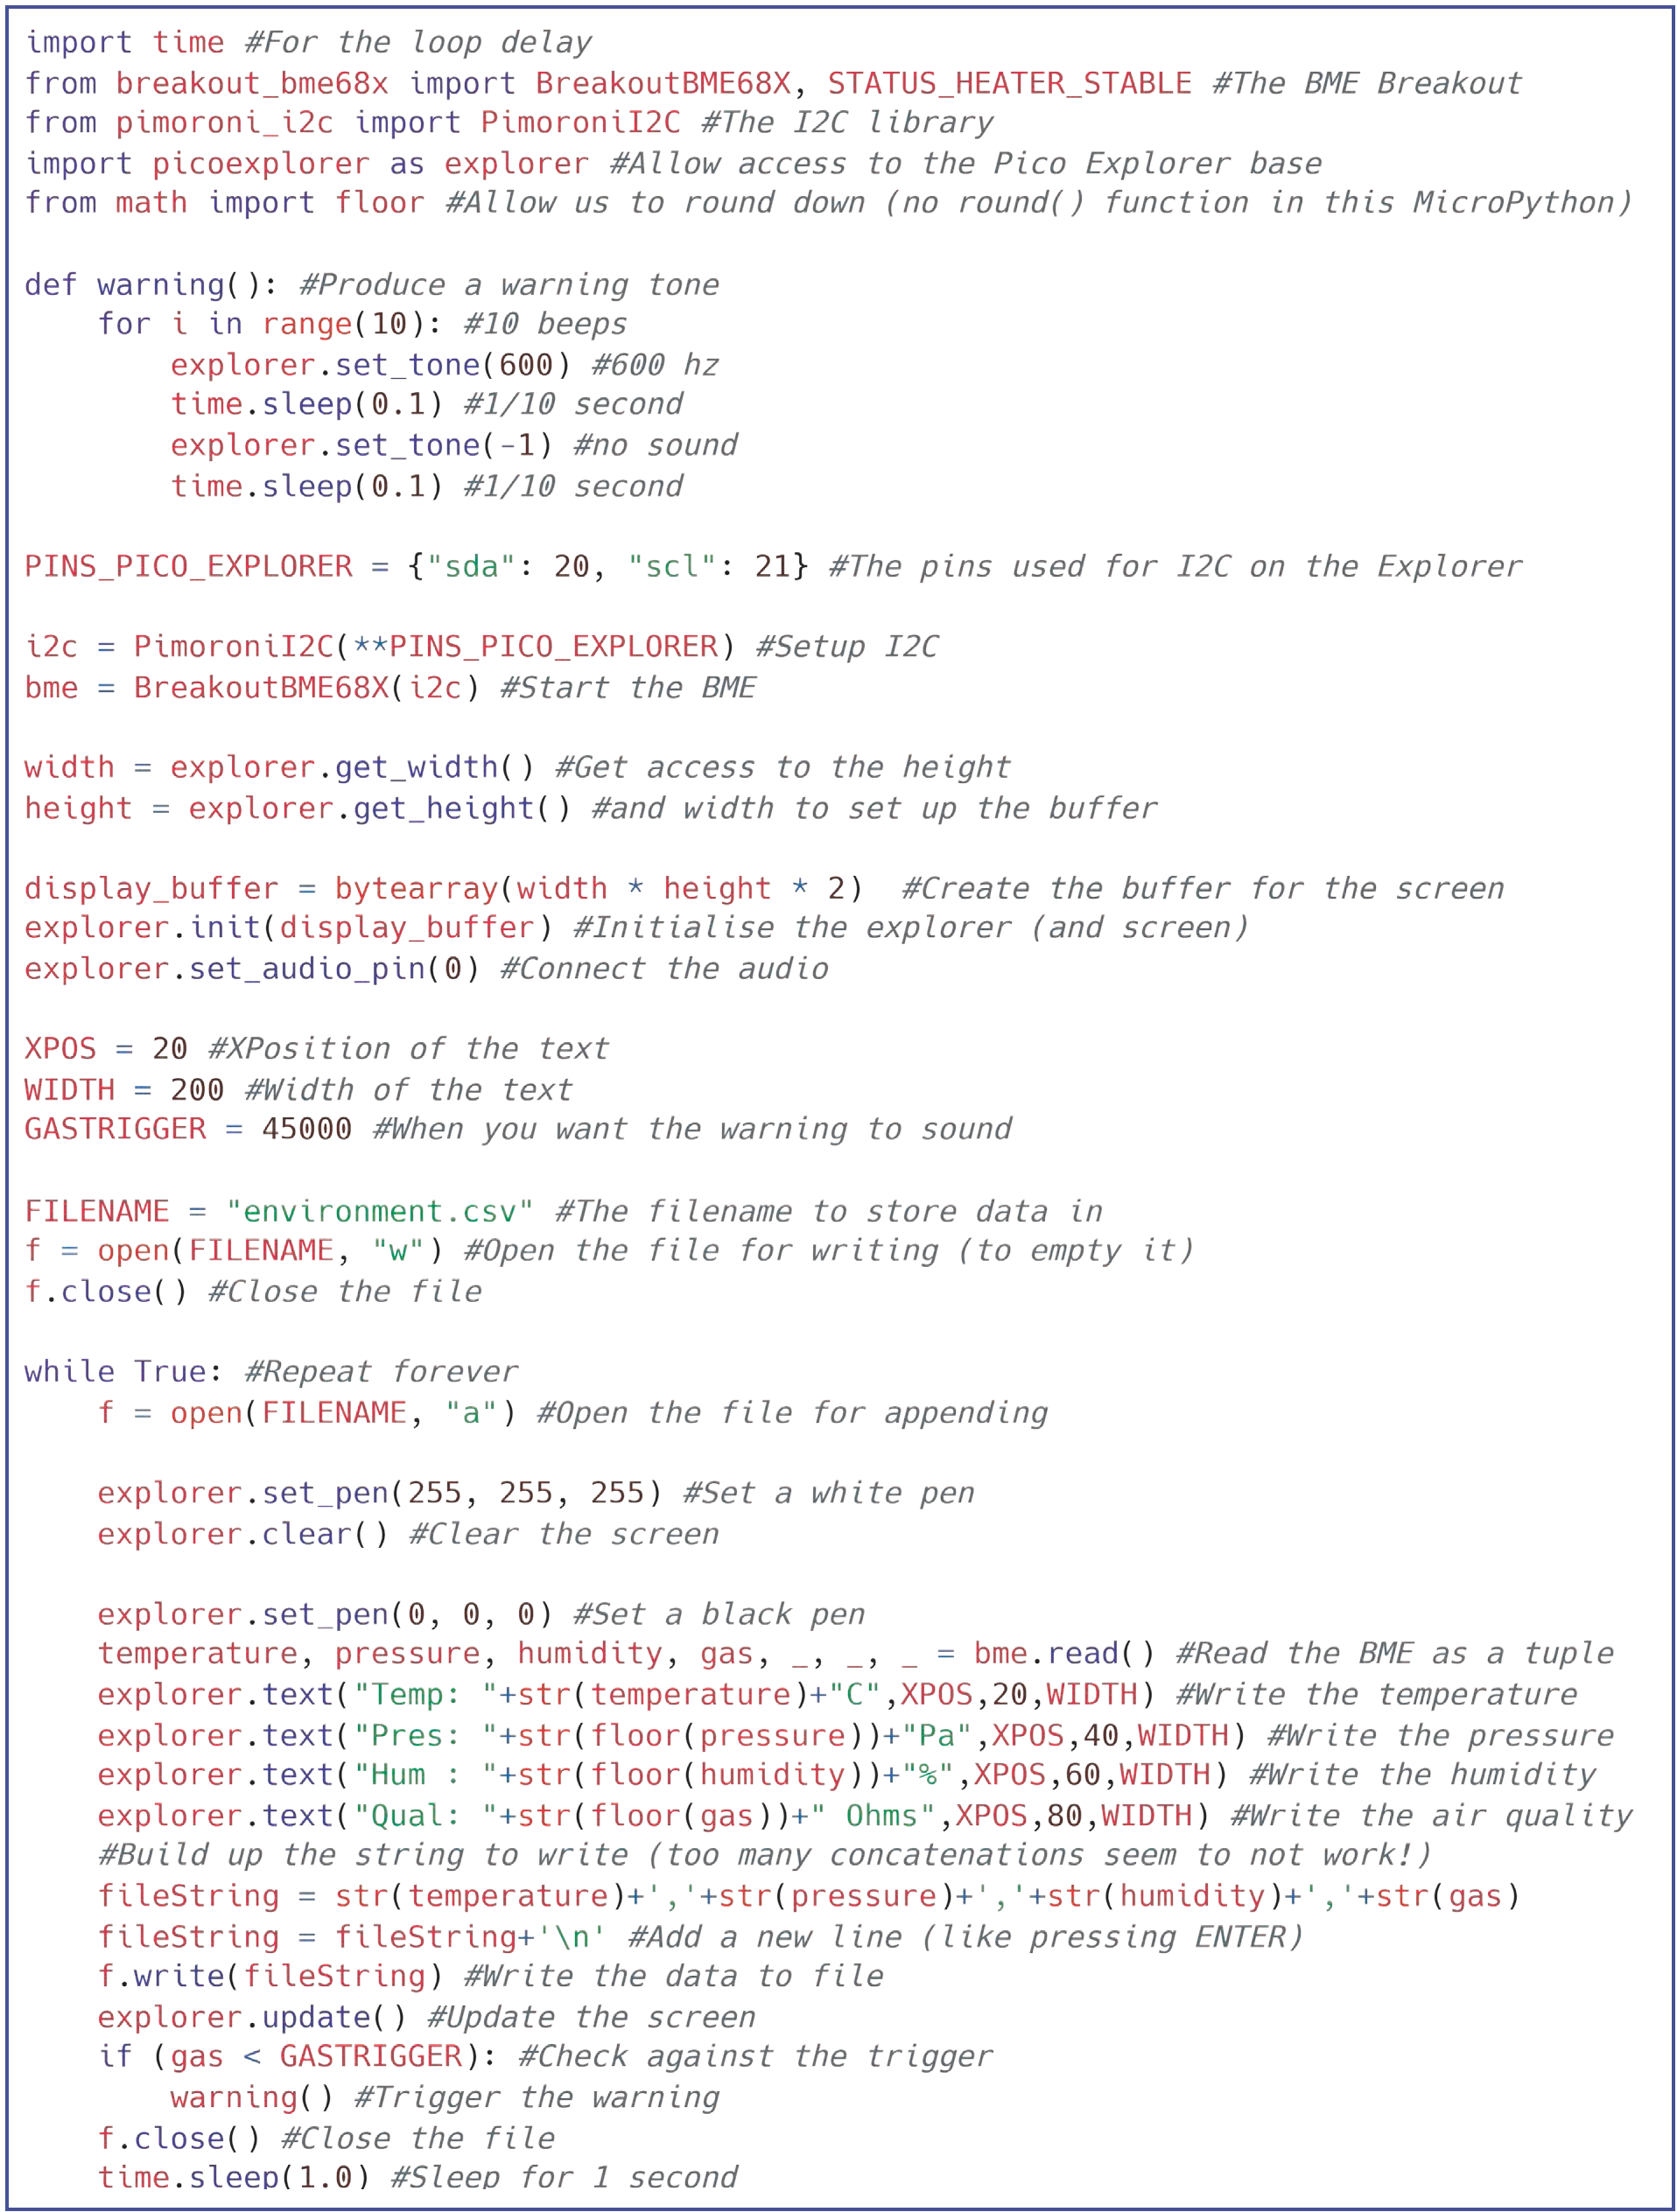 import time #For the loop delay
from breakout_bme68x import BreakoutBME68X, STATUS_HEATER_STABLE #The BME Breakout
from pimoroni_i2c import PimoroniI2C #The I2C library
import picoexplorer as explorer #Allow access to the Pico Explorer base
from math import floor #Allow us to round down (no round() function in this MicroPython)

def warning(): #Produce a warning tone
    for i in range(10): #10 beeps
        explorer.set_tone(600) #600 hz
        time.sleep(0.1) #1/10 second
        explorer.set_tone(-1) #no sound
        time.sleep(0.1) #1/10 second

PINS_PICO_EXPLORER = {"sda": 20, "scl": 21} #The pins used for I2C on the Explorer

i2c = PimoroniI2C(**PINS_PICO_EXPLORER) #Setup I2C
bme = BreakoutBME68X(i2c) #Start the BME

width = explorer.get_width() #Get access to the height
height = explorer.get_height() #and width to set up the buffer

display_buffer = bytearray(width * height * 2)  #Create the buffer for the screen
explorer.init(display_buffer) #Initialise the explorer (and screen)
explorer.set_audio_pin(0) #Connect the audio

XPOS = 20 #XPosition of the text
WIDTH = 200 #Width of the text
GASTRIGGER = 45000 #When you want the warning to sound

FILENAME = "environment.csv" #The filename to store data in
f = open(FILENAME, "w") #Open the file for writing (to empty it)
f.close() #Close the file

while True: #Repeat forever
    f = open(FILENAME, "a") #Open the file for appending

    explorer.set_pen(255, 255, 255) #Set a white pen
    explorer.clear() #Clear the screen

    explorer.set_pen(0, 0, 0) #Set a black pen
    temperature, pressure, humidity, gas, _, _, _ = bme.read() #Read the BME as a tuple
    explorer.text("Temp: "+str(temperature)+"C",XPOS,20,WIDTH) #Write the temperature
    explorer.text("Pres: "+str(floor(pressure))+"Pa",XPOS,40,WIDTH) #Write the pressure
    explorer.text("Hum : "+str(floor(humidity))+"%",XPOS,60,WIDTH) #Write the humidity
    explorer.text("Qual: "+str(floor(gas))+" Ohms",XPOS,80,WIDTH) #Write the air quality
    #Build up the string to write (too many concatenations seem to not work!)
    fileString = str(temperature)+','+str(pressure)+','+str(humidity)+','+str(gas)
    fileString = fileString+'\n' #Add a new line (like pressing ENTER)
    f.write(fileString) #Write the data to file
    explorer.update() #Update the screen
    if (gas < GASTRIGGER): #Check against the trigger
        warning() #Trigger the warning
    f.close() #Close the file
    time.sleep(1.0) #Sleep for 1 second